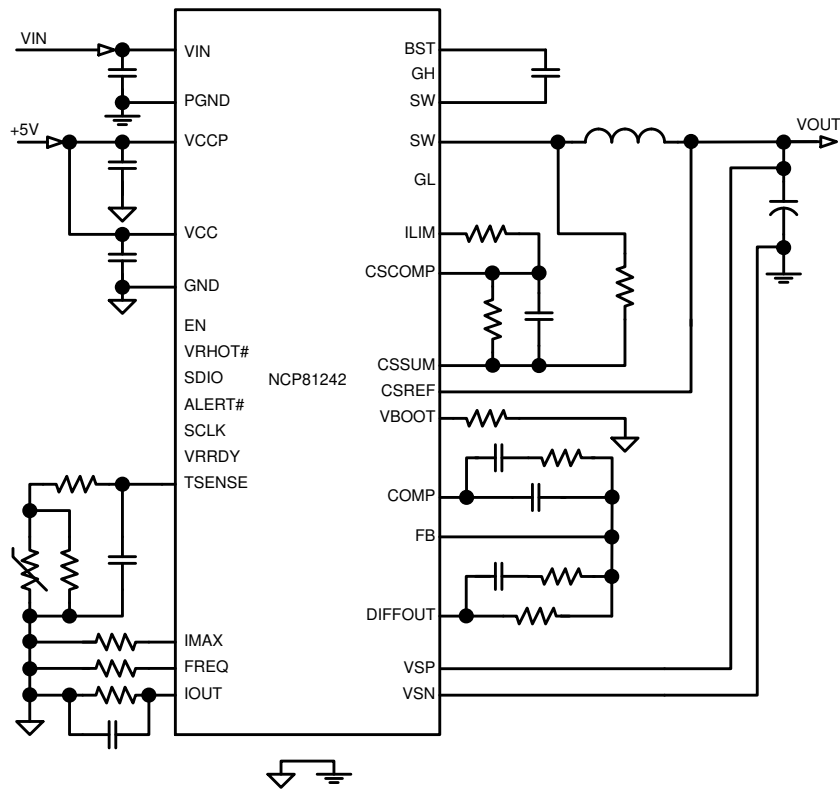 VIN
+5V
VIN
PGND
VCCP
VCC
GND
EN
VRHOT#
SDIO
ALERT#
SCLK
VRRDY
TSENSE
IMAX
FREQ
IOUT
NCP81242
BST
GH
SW
SW
GL
ILIM
CSCOMP
CSSUM
CSREF
VBOOT
COMP
FB
DIFFOUT
VSP
VSN
VOUT